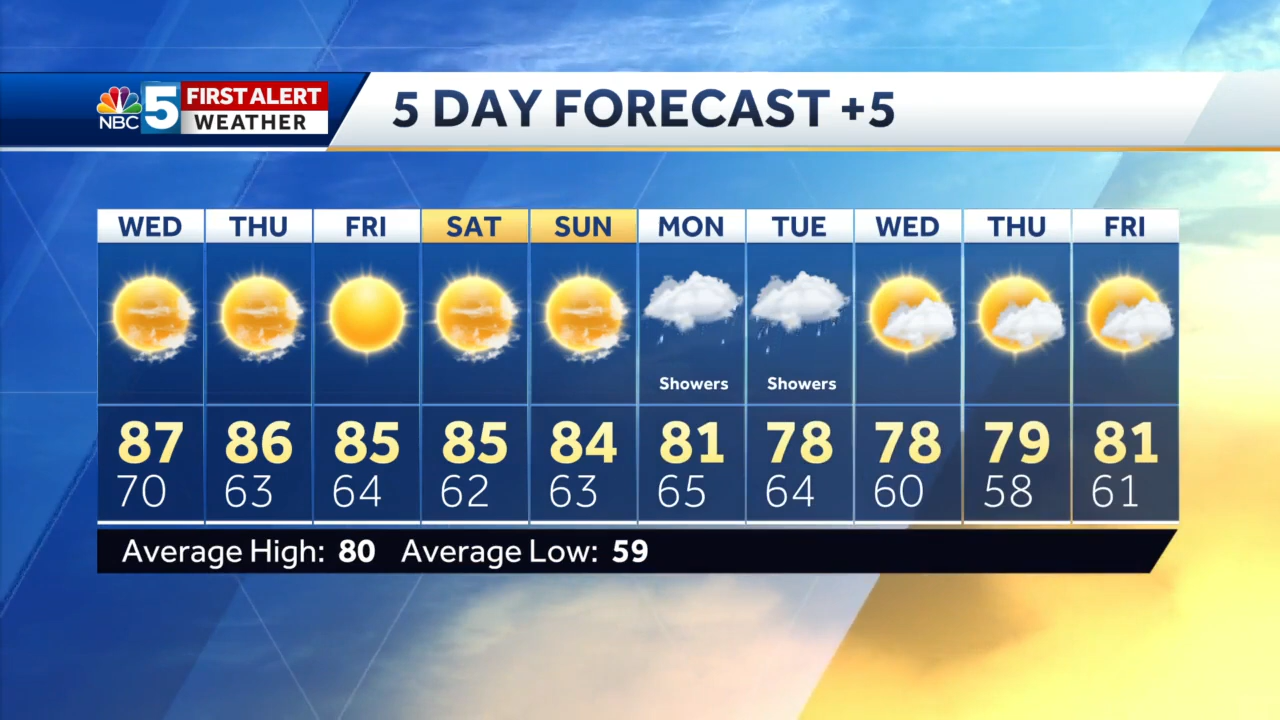 NBC 5 FIRST ALERT
WEATHER
5 DAY FORECAST +5
WED THU FRI SAT SUN MON TUE WED THU FRI
Showers Showers
87 86 85 85 84 81 78 78 79 81
70 63 64 62 63 65 64 60 58 61
Average High: 80 Average Low: 59